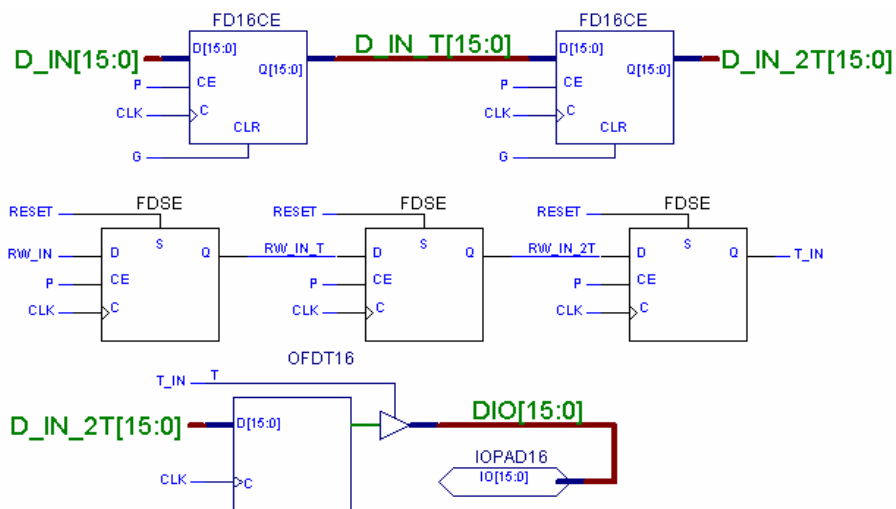 FD16CE FD16CE
D_IN[15:0] D[15:0] Q[15:0] D_IN_T[15:0] D[15:0] Q[15:0] D_IN_2T[15:0]
P CE P CE
CLK C CLK C
CLR CLR
G G
FDSE FDSE FDSE
RESET S RESET S RESET S
RW_IN D Q RW_IN_T D Q RW_IN_2T D Q T_IN
P CE P CE P CE
CLK C CLK C CLK C
OFDT16
T_IN T
D_IN_2T[15:0] D[15:0] DIO[15:0]
IOPAD16
IO[15:0]
CLK C